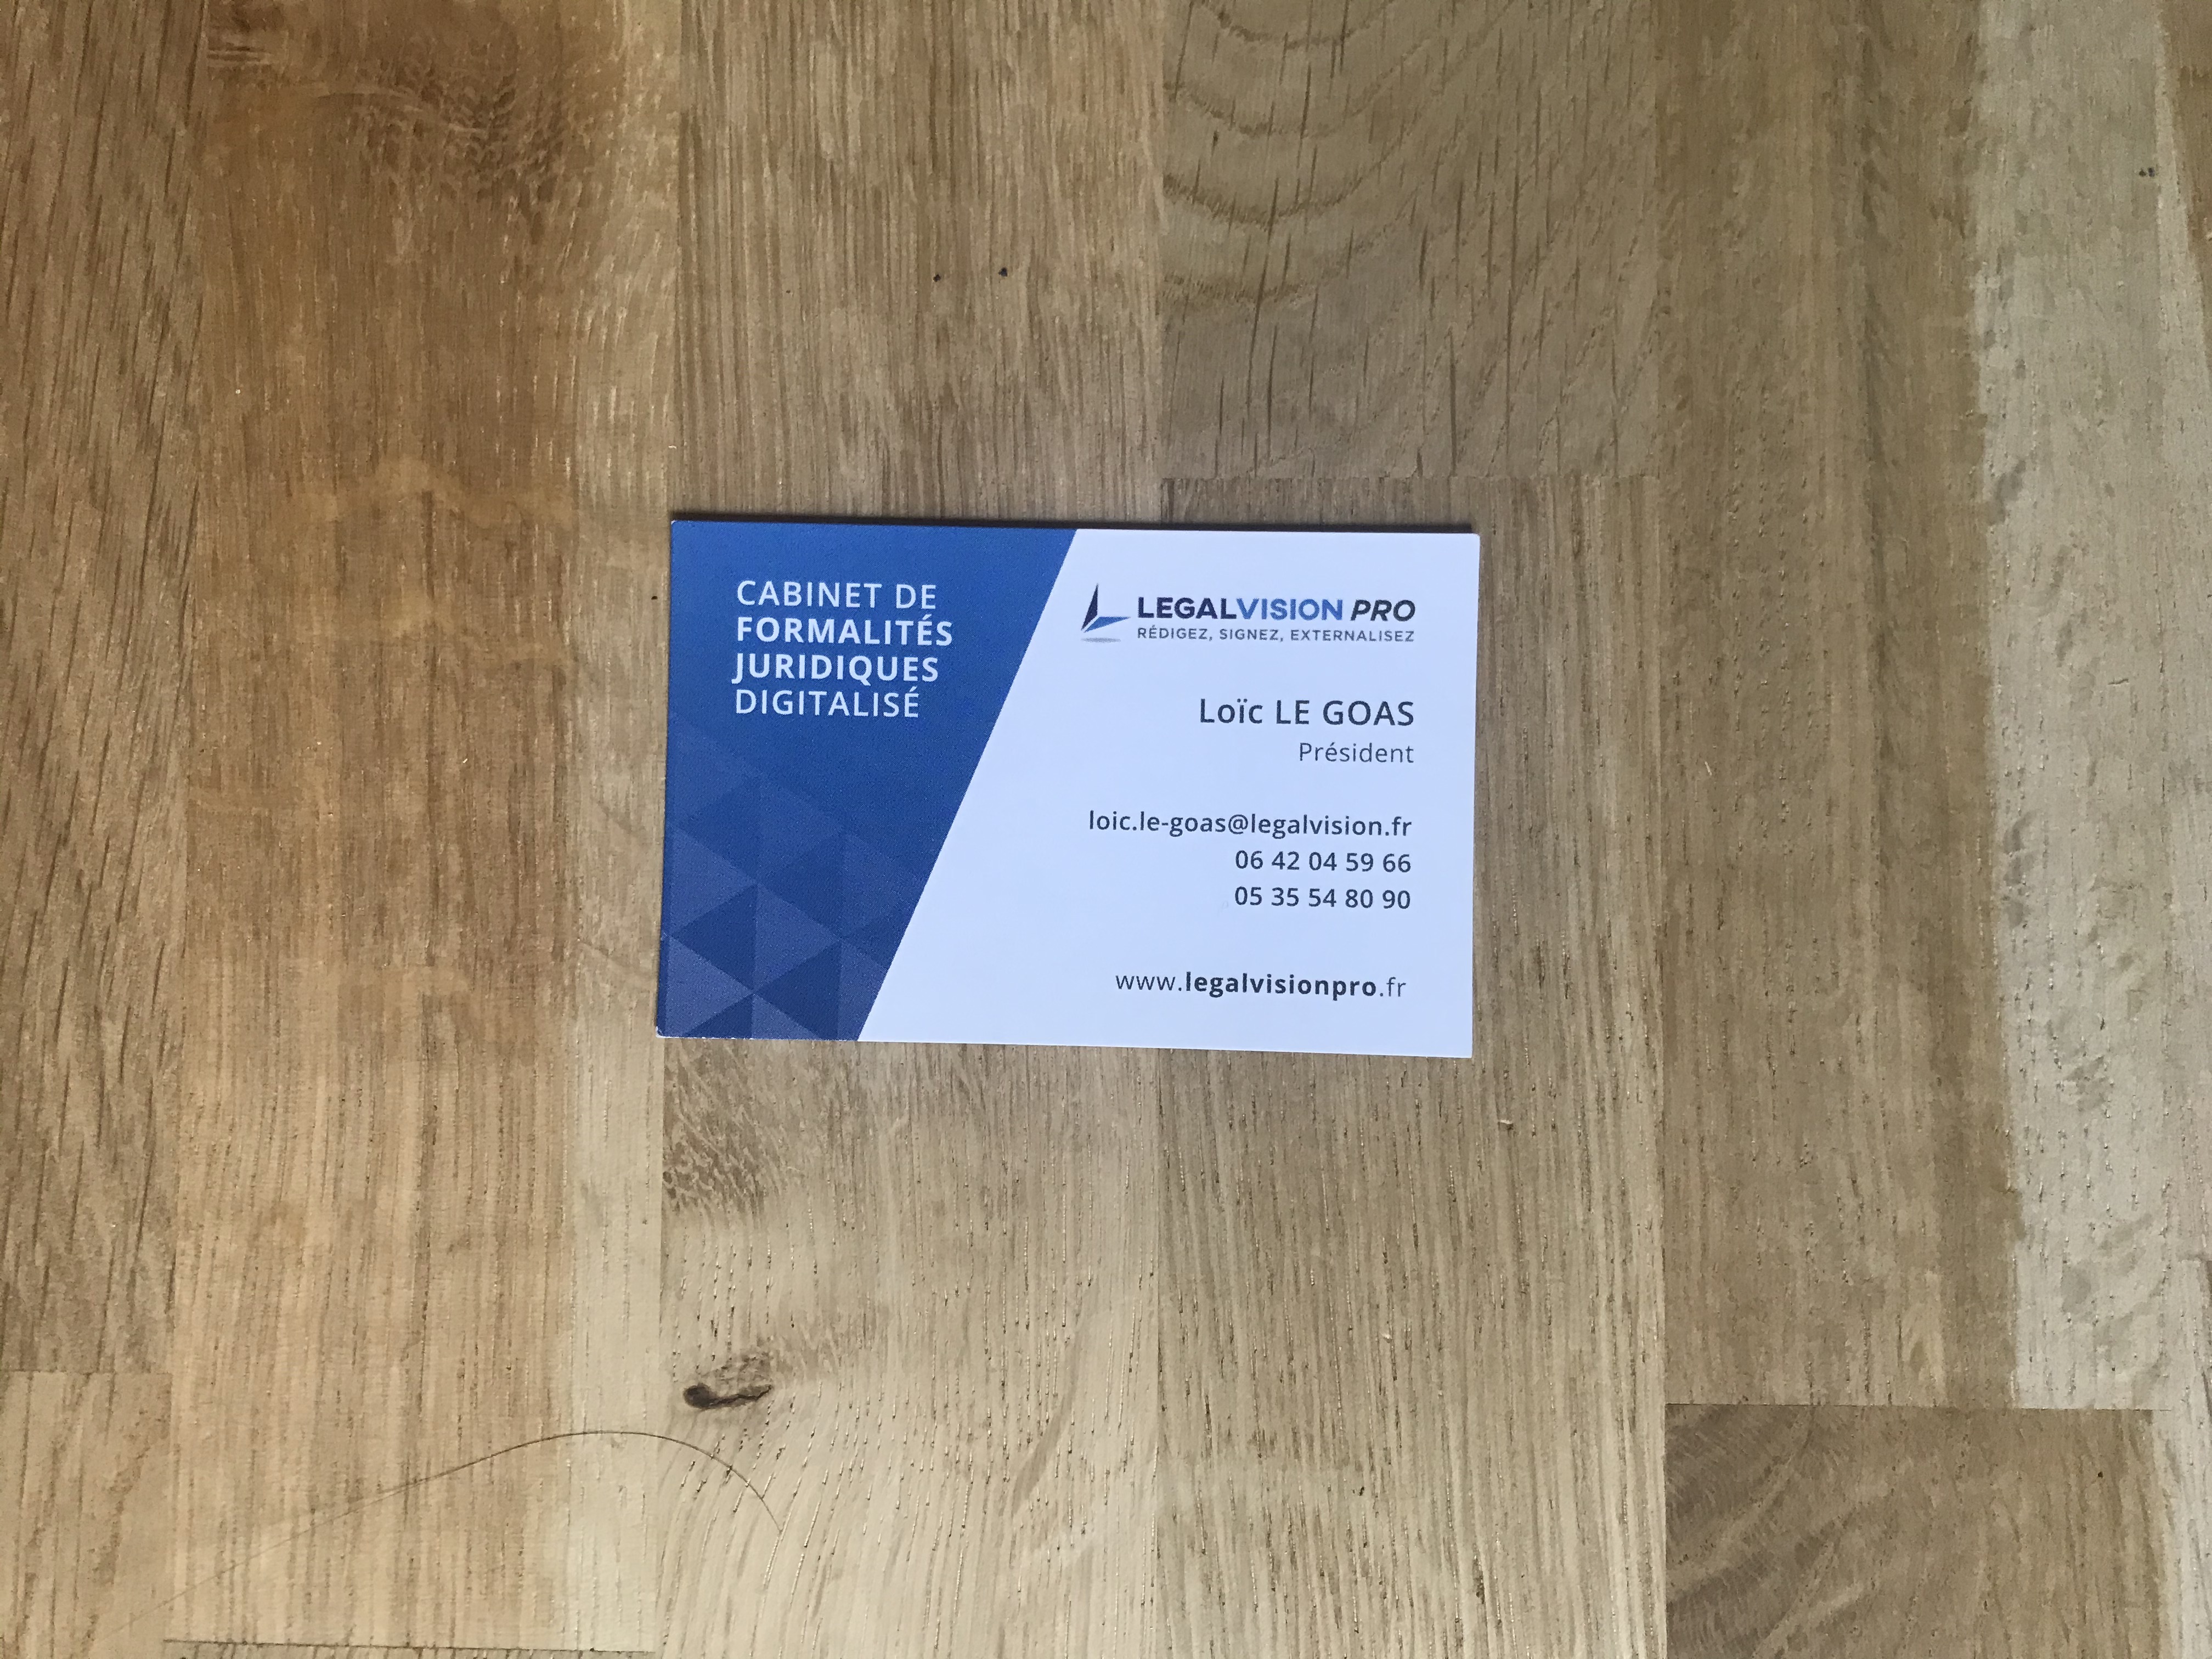 CABINET DE
FORMALITÉS
JURIDIQUES
DIGITALISÉ
LEGALVISION PRO
RÉDIGEZ, SIGNEZ, EXTERNALISEZ
Loïc LE GOAS
Président
loic.le-goas@legalvision.fr
06 42 04 59 66
05 35 54 80 90
www.legalvisionpro.fr